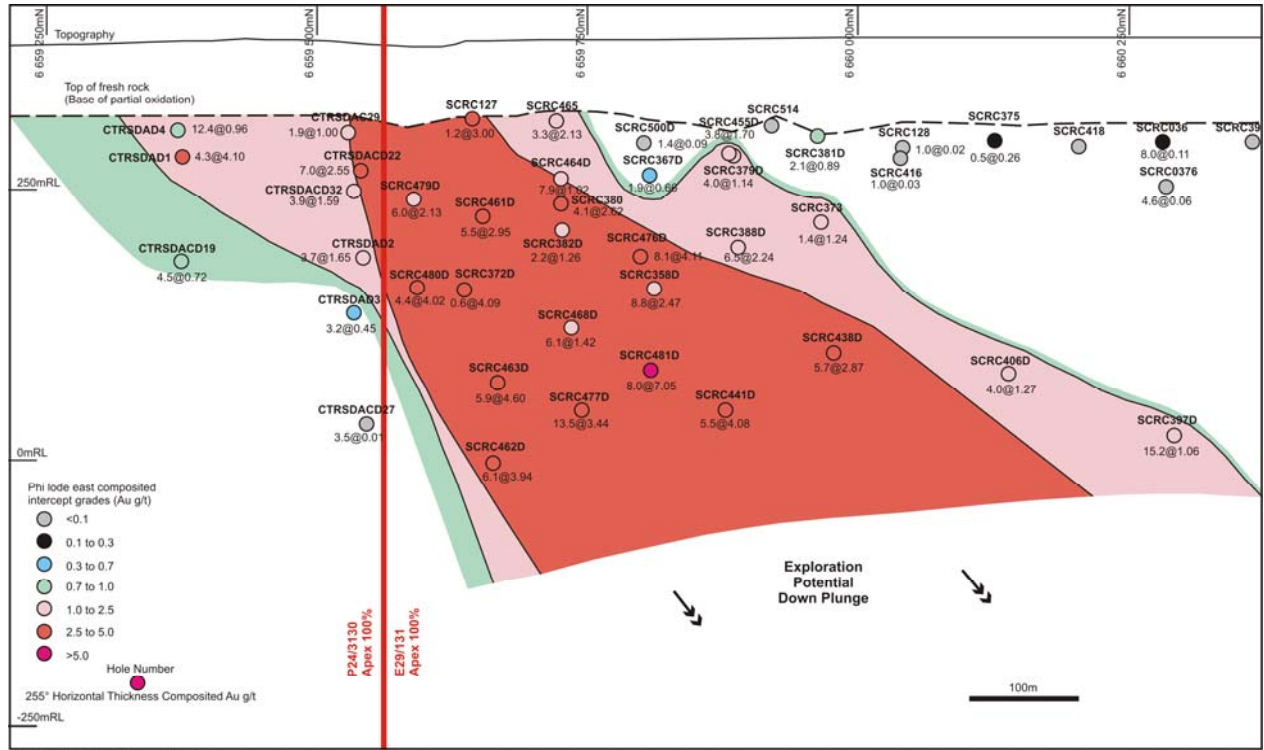 6 659 250mN
6 659 500mN
6 659 750mN
6 660 000mN
6 660 250mN
Topography
Top of fresh rock
(Base of partial oxidation)
CTRSDAD4
12.4@0.96
CTRSDAC29
1.9@1.00
SCRC127
1.2@3.00
SCRC465
3.3@2.13
SCRC500D
1.4@0.09
SCRC455D
3.8@1.70
SCRC514
SCRC381D
2.1@0.89
SCRC128
1.0@0.02
SCRC416
1.0@0.03
SCRC375
0.5@0.26
SCRC418
SCRC036
8.0@0.11
SCRC39
CTRSDAD1
4.3@4.10
CTRSDACD22
7.0@2.55
SCRC464D
7.9@1.02
SCRC367D
1.9@0.66
SCRC379D
4.0@1.14
SCRC0376
4.6@0.06
250mRL
CTRSDACD32
3.9@1.59
SCRC479D
6.0@2.13
SCRC461D
5.5@2.95
SCRC380
4.1@2.62
SCRC382D
2.2@1.26
SCRC476D
8.1@4.11
SCRC388D
6.5@2.24
SCRC373
1.4@1.24
CTRSDACD19
4.5@0.72
CTRSDAD2
2.7@1.65
SCRC480D
4.4@4.02
SCRC372D
0.6@4.09
SCRC358D
8.8@2.47
CTRSDAD3
3.2@0.45
SCRC468D
6.1@1.42
SCRC438D
5.7@2.87
SCRC463D
5.9@4.60
SCRC481D
8.0@7.05
SCRC406D
4.0@1.27
CTRSDACD27
3.5@0.01
SCRC477D
13.5@3.44
SCRC441D
5.5@4.08
SCRC397D
15.2@1.06
SCRC462D
6.1@3.94
0mRL
Phi lode east composited
intercept grades (Au g/t)
<0.1
0.1 to 0.3
0.3 to 0.7
0.7 to 1.0
1.0 to 2.5
2.5 to 5.0
>5.0
Hole Number
255° Horizontal Thickness Composited Au g/t
-250mRL
P24/3130
Apex 100%
E29/131
Apex 100%
Exploration
Potential
Down Plunge
100m